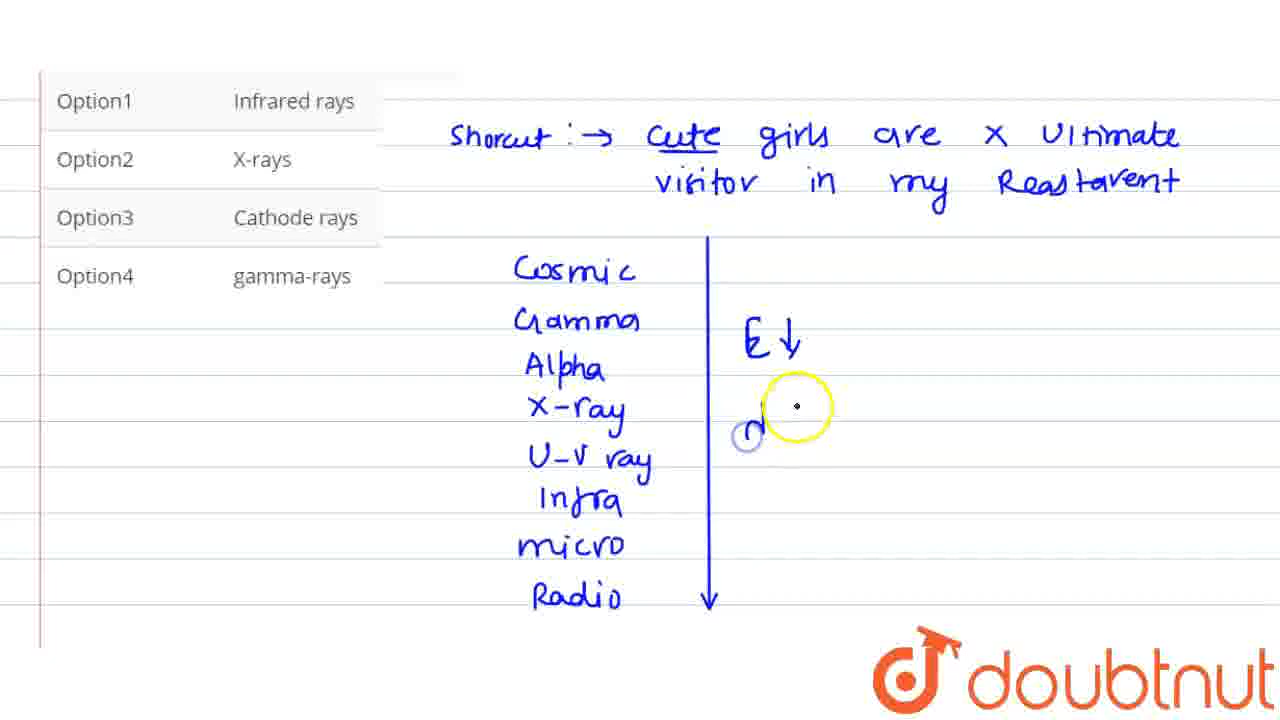 Option1 Infrared rays
Option2 X-rays
Option3 Cathode rays
Option4 gamma-rays
Shorcut :→ Cute girls are X Ultimate
visitor in my Reastarent
Cosmic
Gamma
Alpha
X-ray
U-V ray
Infra
micro
Radio
E↓
doubtnut